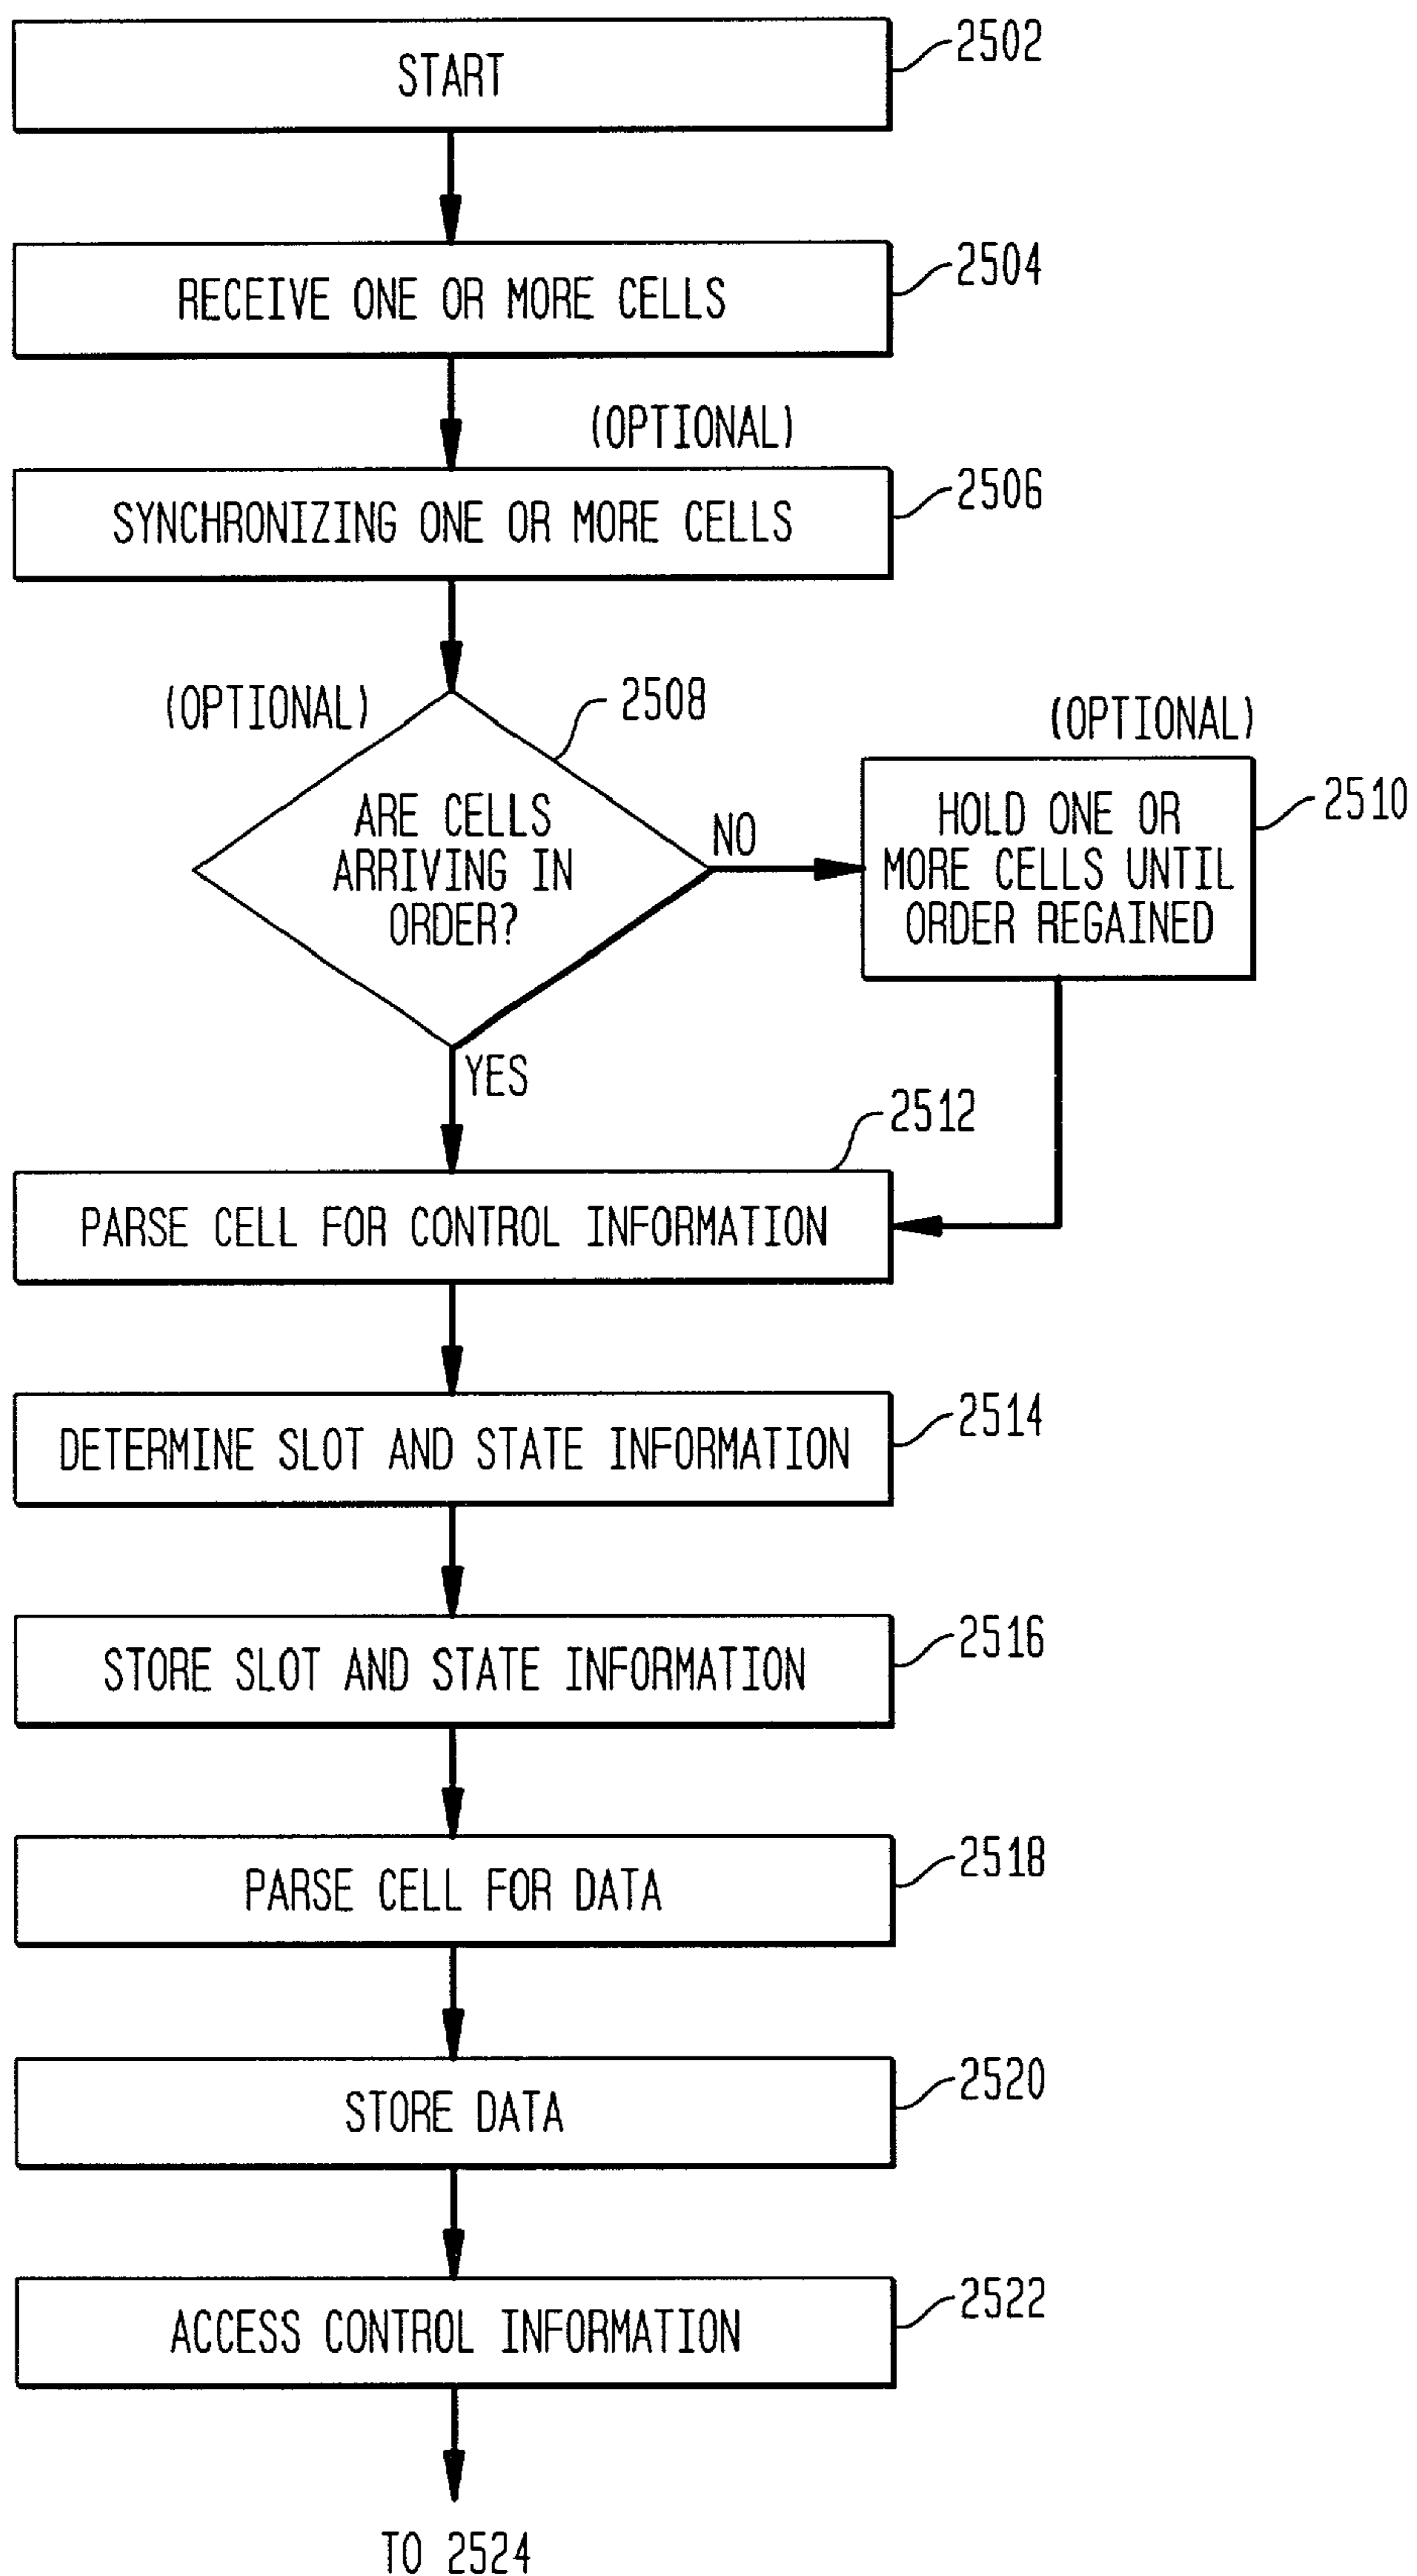 START
2502
RECEIVE ONE OR MORE CELLS
2504
(OPTIONAL)
SYNCHRONIZING ONE OR MORE CELLS
2506
(OPTIONAL)
2508
ARE CELLS
ARRIVING IN
ORDER?
NO
YES
(OPTIONAL)
HOLD ONE OR
MORE CELLS UNTIL
ORDER REGAINED
2510
2512
PARSE CELL FOR CONTROL INFORMATION
DETERMINE SLOT AND STATE INFORMATION
2514
STORE SLOT AND STATE INFORMATION
2516
PARSE CELL FOR DATA
2518
STORE DATA
2520
ACCESS CONTROL INFORMATION
2522
TO 2524